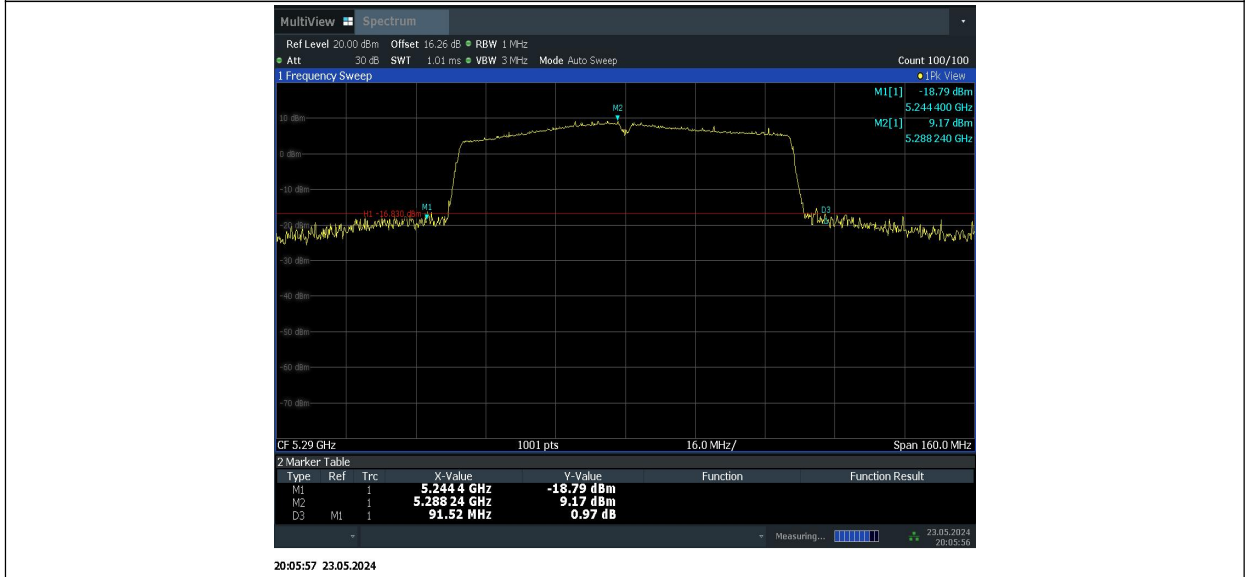 MultiView Spectrum
Ref Level 20.00 dBm Offset 16.26 dB RBW 1 MHz
Att 30 dB SWT 1.01 ms VBW 3 MHz Mode Auto Sweep Count 100/100
1 Frequency Sweep 1Pk View
M1[1] -18.79 dBm
5.244400 GHz
M2[1] 9.17 dBm
5.288240 GHz
M2
10 dBm
0 dBm
-10 dBm
H1 -16.830 dBm M1 D3
-20 dBm
-30 dBm
-40 dBm
-50 dBm
-60 dBm
-70 dBm
CF 5.29 GHz 1001 pts 16.0 MHz/ Span 160.0 MHz
2 Marker Table
Type Ref Trc X-Value Y-Value Function Function Result
M1 1 5.244 4 GHz -18.79 dBm
M2 1 5.288 24 GHz 9.17 dBm
D3 M1 1 91.52 MHz 0.97 dB
Measuring... 23.05.2024
20:05:56
20:05:57 23.05.2024